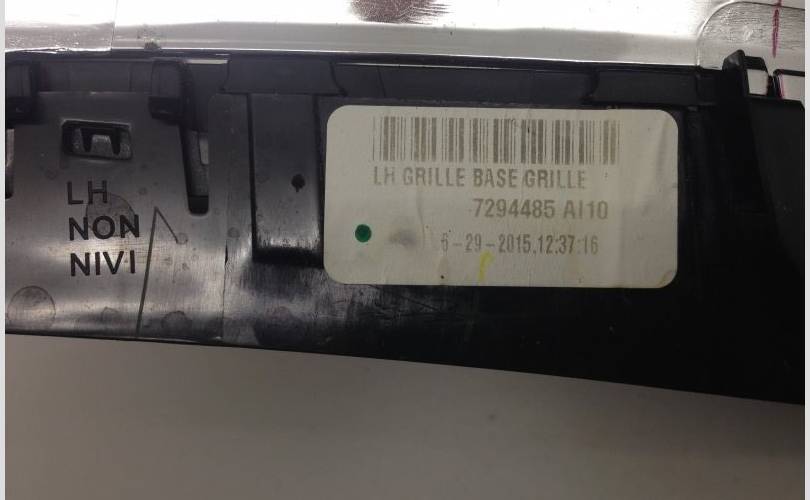 LH
NON
NIVI
LH GRILLE BASE GRILLE
7294485 AI10
6-29-2015,12:37:16